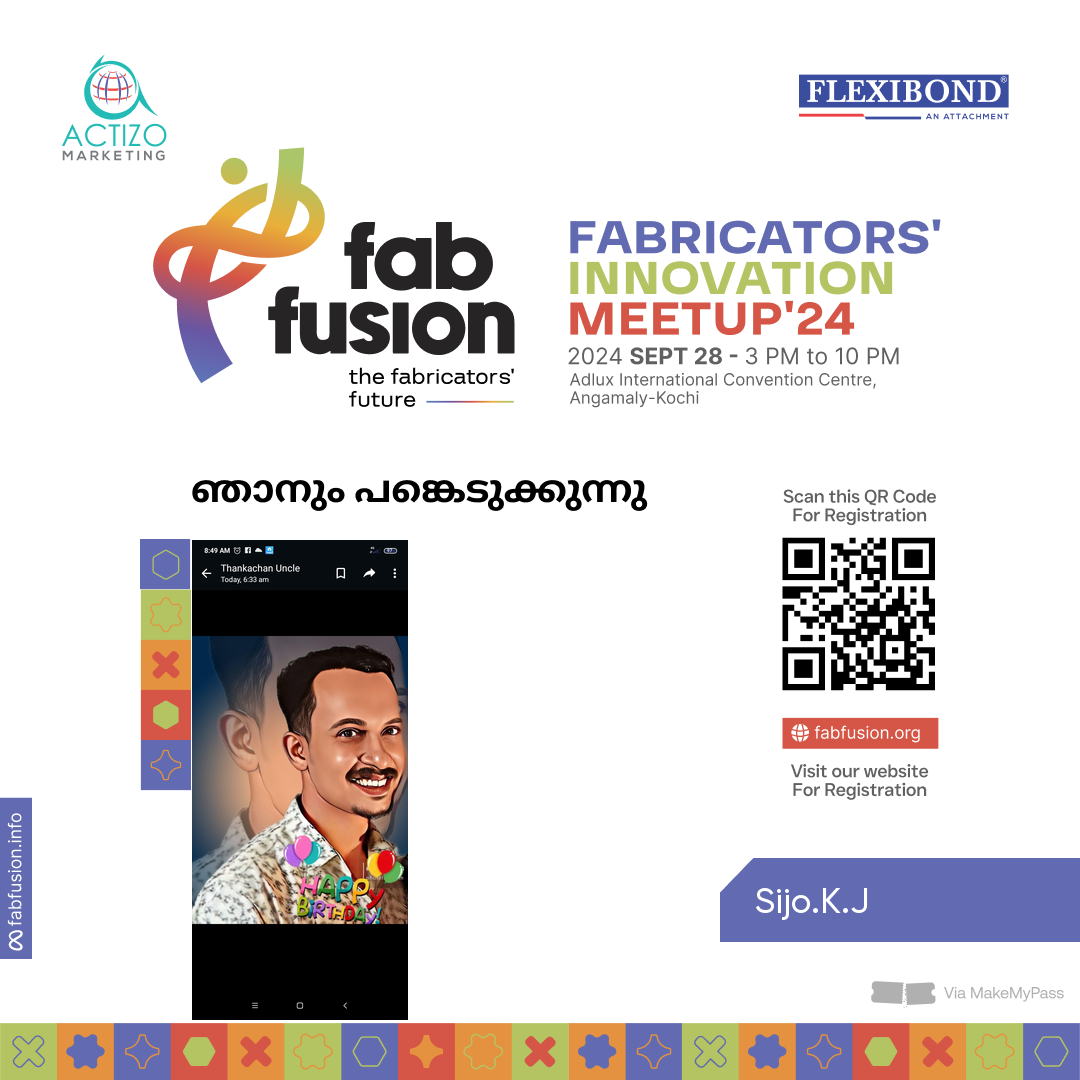 ACTIZO
MARKETING
FLEXIBOND®
AN ATTACHMENT
fab
fusion
the fabricators'
future
FABRICATORS'
INNOVATION
MEETUP'24
2024 SEPT 28 - 3 PM to 10 PM
Adlux International Convention Centre,
Angamaly-Kochi
ഞാനും പങ്കെടുക്കുന്നു
8:49 AM
Thankachan Uncle
Today, 6:33 am
HAPPY
BiRTHDAY!
Scan this QR Code
For Registration
fabfusion.org
Visit our website
For Registration
fabfusion.info
Sijo.K.J
Via MakeMyPass